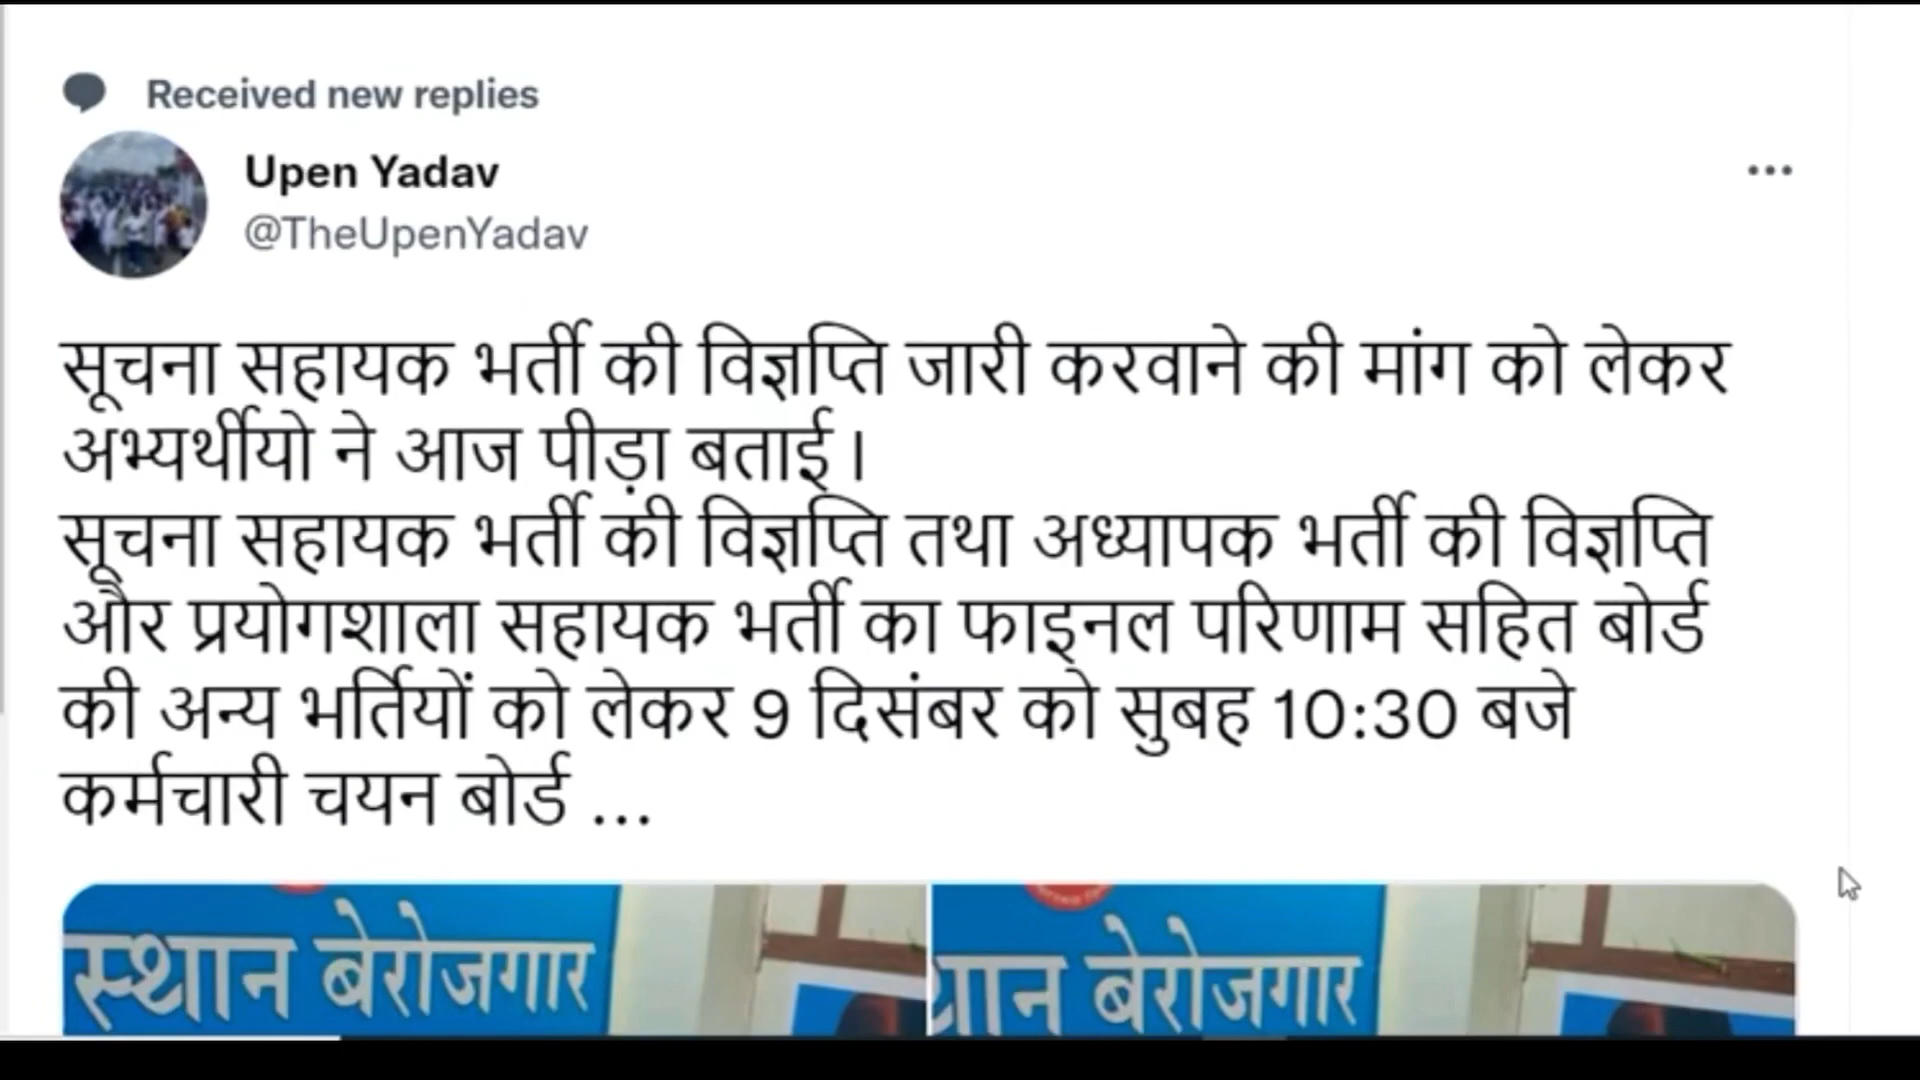 Received new replies
Upen Yadav
@TheUpenYadav
सूचना सहायक भर्ती की विज्ञप्ति जारी करवाने की मांग को लेकर
अभ्यर्थीयो ने आज पीड़ा बताई।
सूचना सहायक भर्ती की विज्ञप्ति तथा अध्यापक भर्ती की विज्ञप्ति
और प्रयोगशाला सहायक भर्ती का फाइनल परिणाम सहित बोर्ड
की अन्य भर्तियों को लेकर 9 दिसंबर को सुबह 10:30 बजे
कर्मचारी चयन बोर्ड ...
स्थान बेरोजगार
थान बेरोजगार